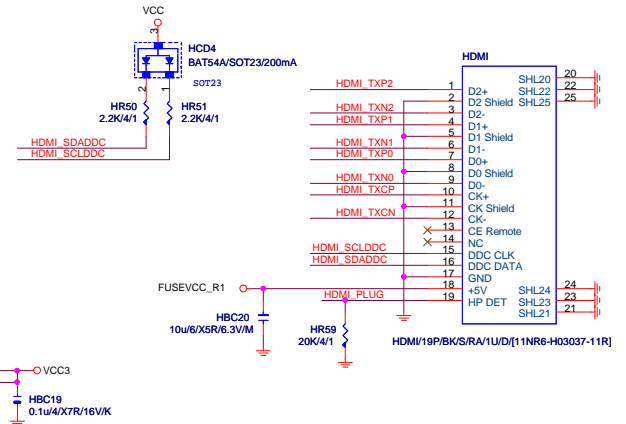 VCC
3
HCD4
BAT54A/SOT23/200mA
SOT23
2
1
HR50
2.2K/4/1
HR51
2.2K/4/1
HDMI_SDADDC
HDMI_SCLDDC
HDMI
HDMI_TXP2
1
D2+
2
D2 Shield
HDMI_TXN2
3
D2-
HDMI_TXP1
4
D1+
5
D1 Shield
HDMI_TXN1
6
D1-
HDMI_TXP0
7
D0+
8
D0 Shield
HDMI_TXN0
9
D0-
HDMI_TXCP
10
CK+
11
CK Shield
HDMI_TXCN
12
CK-
13
CE Remote
14
NC
HDMI_SCLDDC
15
DDC CLK
HDMI_SDADDC
16
DDC DATA
17
GND
FUSEVCC_R1
18
+5V
HDMI_PLUG
19
HP DET
SHL20
20
SHL22
22
SHL25
25
SHL24
24
SHL23
23
SHL21
21
HBC20
10u/6/X5R/6.3V/M
HR59
20K/4/1
HDMI/19P/BK/S/RA/1U/D/[11NR6-H03037-11R]
VCC3
HBC19
0.1u/4/X7R/16V/K